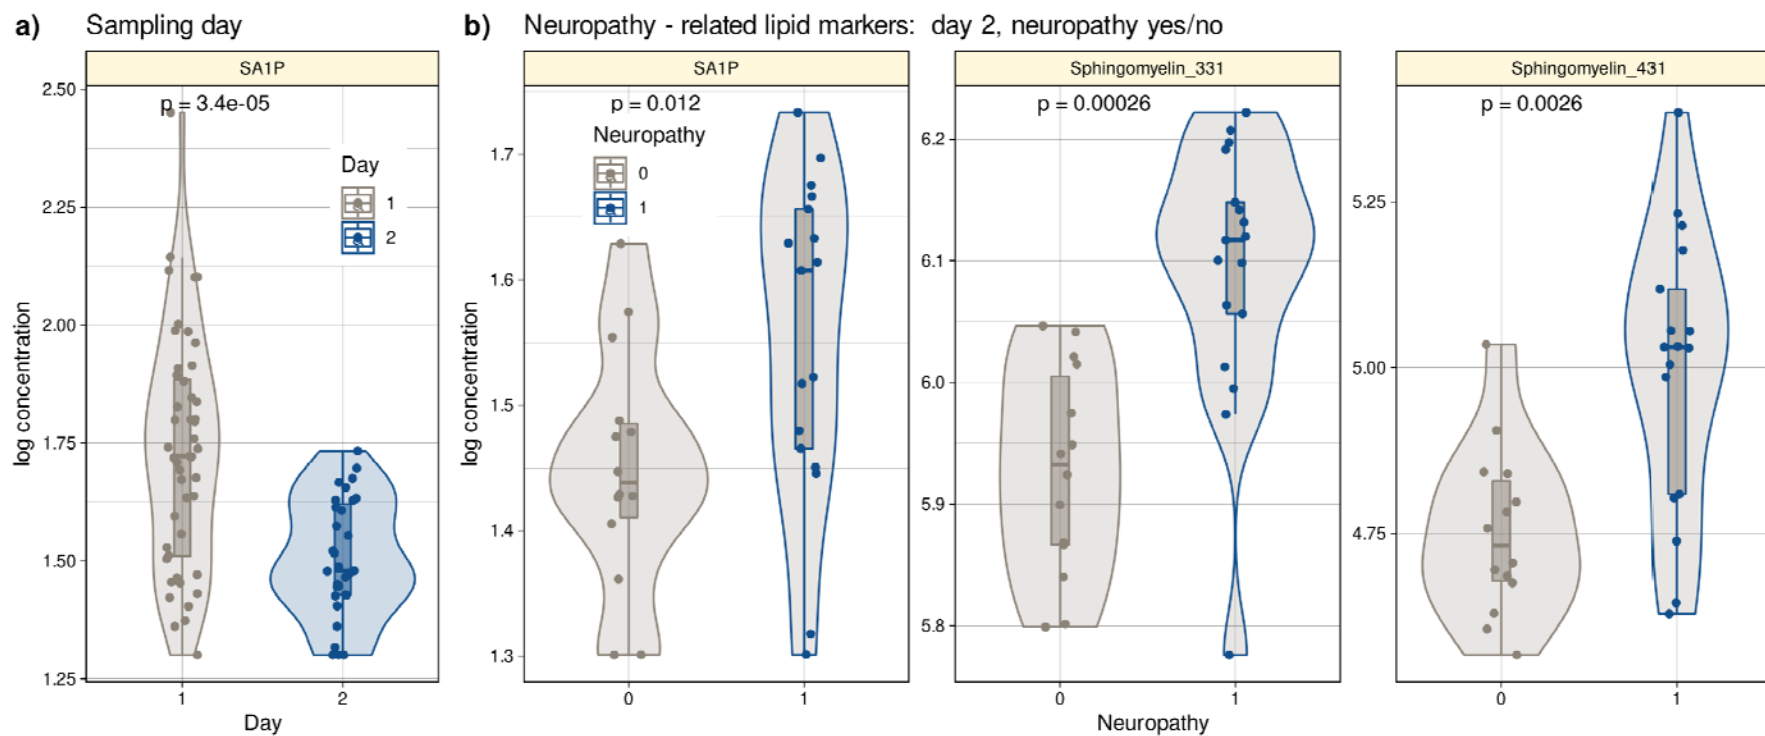 a) Sampling day
SA1P
p = 3.4e-05
Day
1
2
log concentration
2.50
2.25
2.00
1.75
1.50
1.25
1
2
Day
b) Neuropathy - related lipid markers: day 2, neuropathy yes/no
SA1P
p = 0.012
Neuropathy
0
1
log concentration
1.7
1.6
1.5
1.4
1.3
0
1
Sphingomyelin_331
p = 0.00026
6.2
6.1
6.0
5.9
5.8
0
1
Neuropathy
Sphingomyelin_431
p = 0.0026
5.25
5.00
4.75
0
1